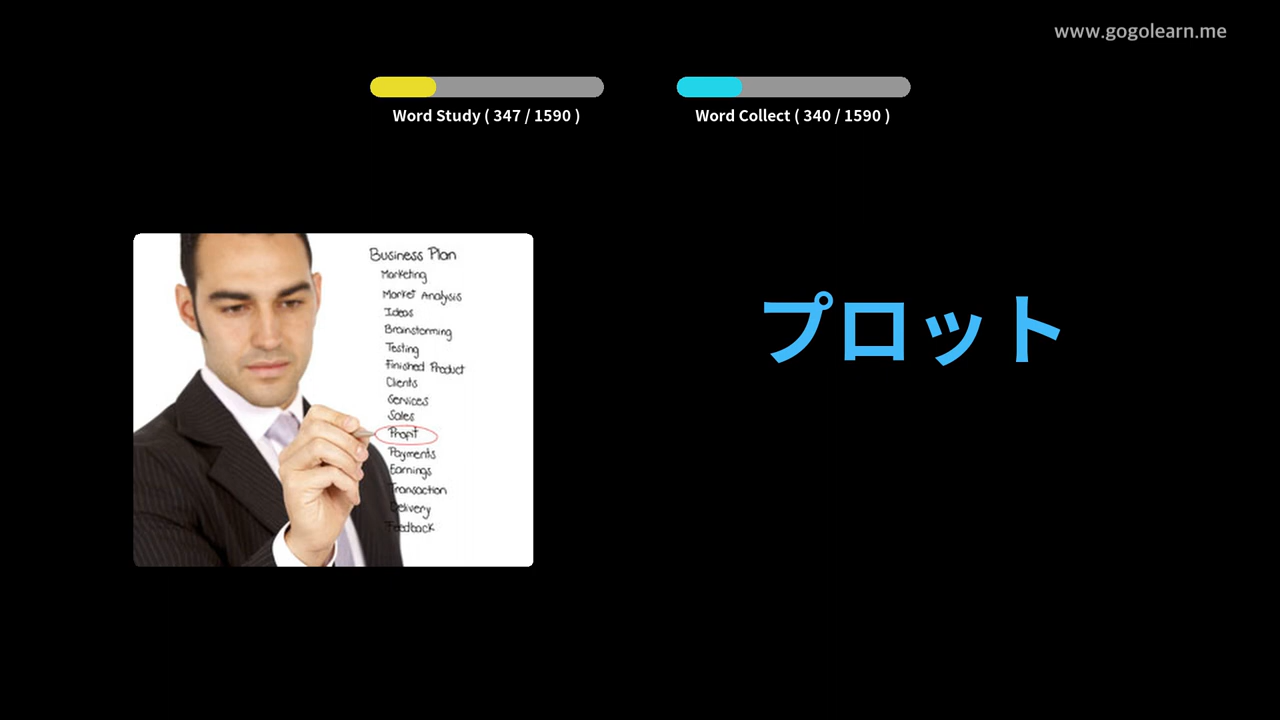 www.gogolearn.me
Word Study ( 347 / 1590 )
Word Collect ( 340 / 1590 )
Business Plan
Marketing
Market Analysis
Ideas
Brainstorming
Testing
Finished Product
Clients
Services
Sales
Profit
Payments
Earnings
Transaction
Delivery
Feedback
プロット